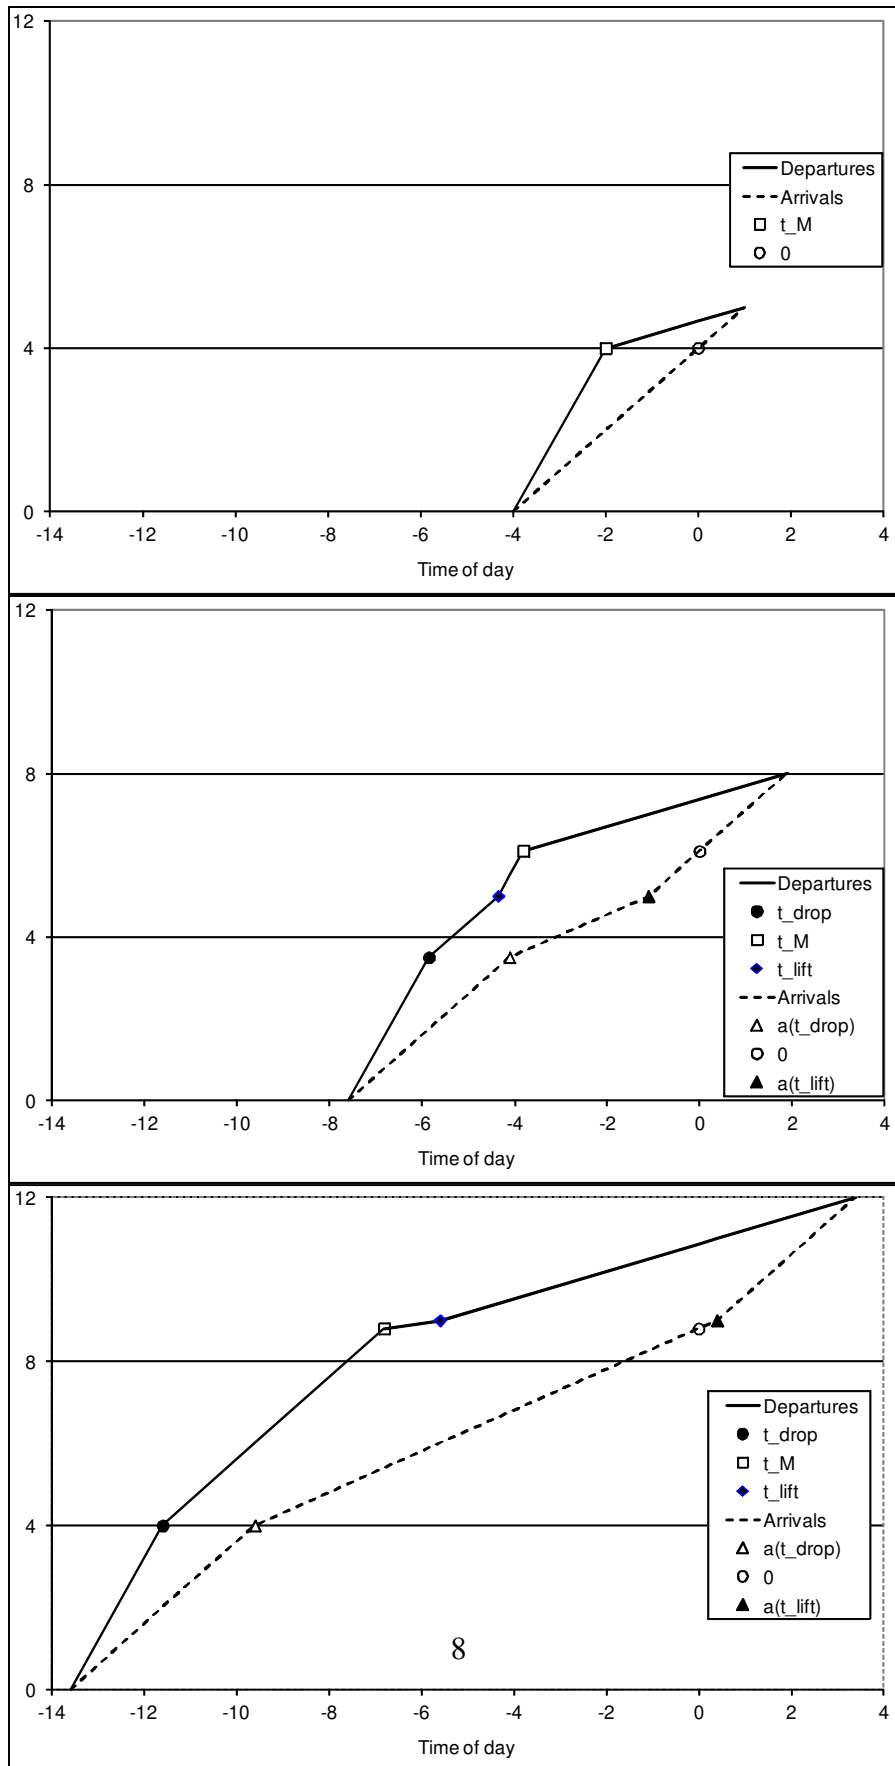 12
8
4
0
-14 -12 -10 -8 -6 -4 -2 0 2 4
Time of day
Departures
Arrivals
t_M
0
12
8
4
0
-14 -12 -10 -8 -6 -4 -2 0 2 4
Time of day
Departures
t_drop
t_M
t_lift
Arrivals
a(t_drop)
0
a(t_lift)
12
8
4
0
-14 -12 -10 -8 -6 -4 -2 0 2 4
Time of day
Departures
t_drop
t_M
t_lift
Arrivals
a(t_drop)
0
a(t_lift)
8